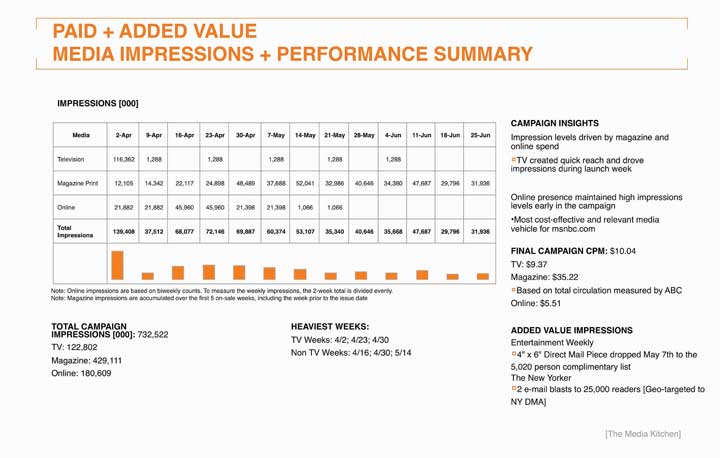 PAID + ADDED VALUE
MEDIA IMPRESSIONS + PERFORMANCE SUMMARY
IMPRESSIONS [000]
Media 2-Apr 9-Apr 16-Apr 23-Apr 30-Apr 7-May 14-May 21-May 28-May 4-Jun 11-Jun 18-Jun 25-Jun
Television 116,362 1,288 1,288 1,288 1,288 1,288
Magazine Print 12,105 14,342 22,117 24,898 48,489 37,688 52,041 32,986 40,646 34,380 47,687 29,796 31,936
Online 21,882 21,882 45,960 45,960 21,398 21,398 1,066 1,066
Total
Impressions 139,408 37,512 68,077 72,146 69,887 60,374 53,107 35,340 40,646 35,668 47,687 29,796 31,936
Note: Online impressions are based on biweekly counts. To measure the weekly impressions, the 2-week total is divided evenly.
Note: Magazine impressions are accumulated over the first 5 on-sale weeks, including the week prior to the issue date
TOTAL CAMPAIGN
IMPRESSIONS [000]: 732,522
TV: 122,802
Magazine: 429,111
Online: 180,609
HEAVIEST WEEKS:
TV Weeks: 4/2; 4/23; 4/30
Non TV Weeks: 4/16; 4/30; 5/14
CAMPAIGN INSIGHTS
Impression levels driven by magazine and
online spend
TV created quick reach and drove
impressions during launch week
Online presence maintained high impressions
levels early in the campaign
•Most cost-effective and relevant media
vehicle for msnbc.com
FINAL CAMPAIGN CPM: $10.04
TV: $9.37
Magazine: $35.22
Based on total circulation measured by ABC
Online: $5.51
ADDED VALUE IMPRESSIONS
Entertainment Weekly
4" x 6" Direct Mail Piece dropped May 7th to the
5,020 person complimentary list
The New Yorker
2 e-mail blasts to 25,000 readers [Geo-targeted to
NY DMA]
[The Media Kitchen]